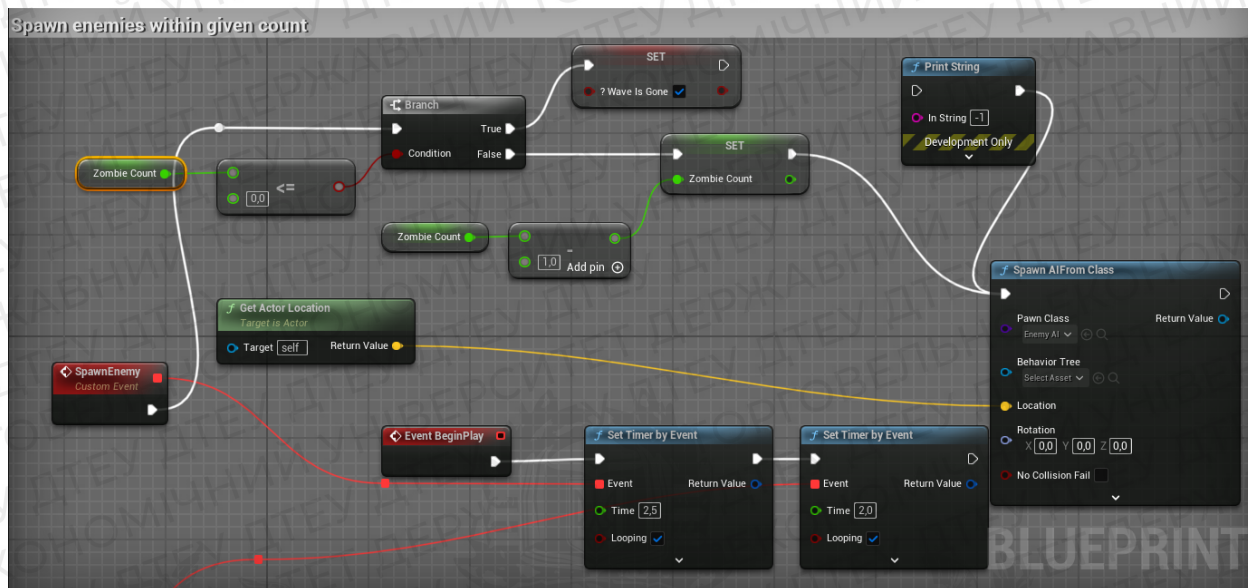 Spawn enemies within given count
SET
? Wave Is Gone
Print String
In String -1
Development Only
Branch
True
Condition False
SET
Zombie Count
Zombie Count
0,0 <=
Zombie Count
-
1,0 Add pin
Spawn AIFrom Class
Pawn Class Return Value
Enemy AI
Behavior Tree
Select Asset
Location
Rotation
X 0,0 Y 0,0 Z 0,0
No Collision Fail
Get Actor Location
Target is Actor
Target self Return Value
SpawnEnemy
Custom Event
Event BeginPlay
Set Timer by Event
Event Return Value
Time 2,5
Looping
Set Timer by Event
Event Return Value
Time 2,0
Looping
BLUEPRINT